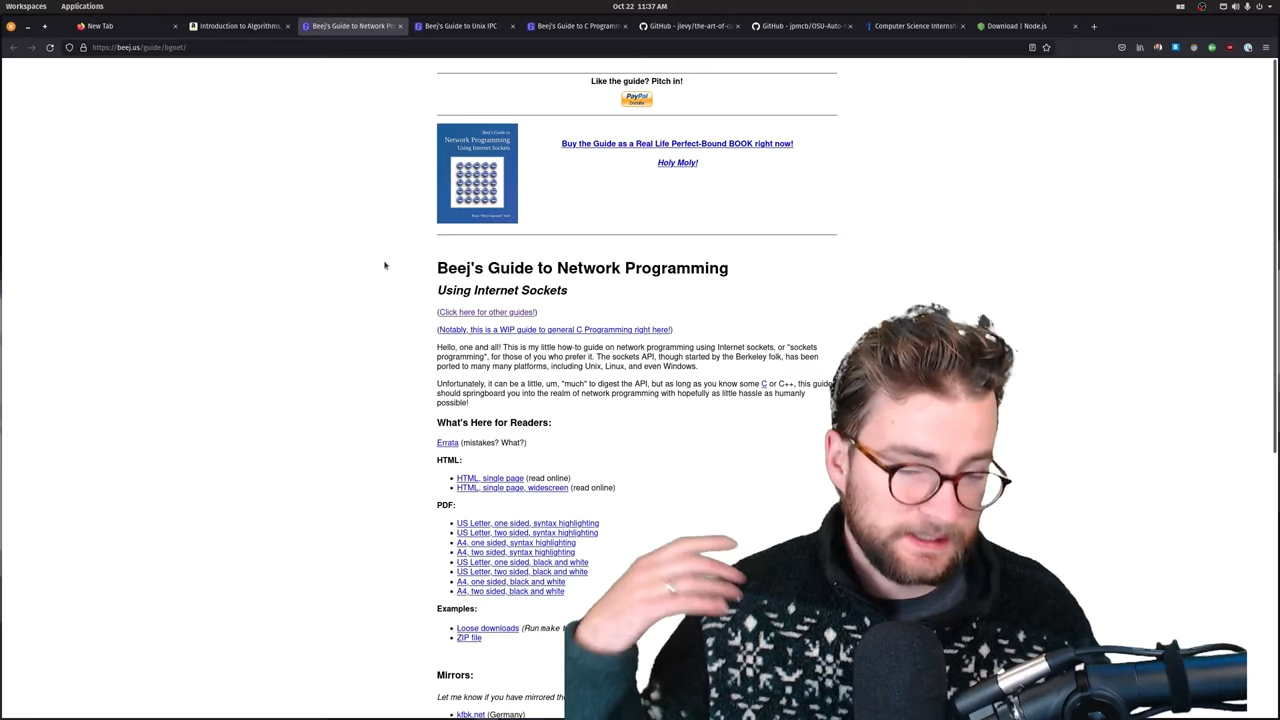 Workspaces Applications
Oct 22 11:37 AM
New Tab
Introduction to Algorithms,
Beej's Guide to Network Pro
Beej's Guide to Unix IPC
Beej's Guide to C Programm
GitHub - jlevy/the-art-of-co
GitHub - jpmcb/OSU-Auto-
Computer Science Internsh
Download | Node.js
https://beej.us/guide/bgnet/
Like the guide? Pitch in!
PayPal
Donate
Beej's Guide to
Network Programming
Using Internet Sockets
Buy the Guide as a Real Life Perfect-Bound BOOK right now!
Holy Moly!
Beej's Guide to Network Programming
Using Internet Sockets
(Click here for other guides!)
(Notably, this is a WIP guide to general C Programming right here!)
Hello, one and all! This is my little how-to guide on network programming using Internet sockets, or "sockets
programming", for those of you who prefer it. The sockets API, though started by the Berkeley folk, has been
ported to many many platforms, including Unix, Linux, and even Windows.
Unfortunately, it can be a little, um, "much" to digest the API, but as long as you know some C or C++, this guide
should springboard you into the realm of network programming with hopefully as little hassle as humanly
possible!
What's Here for Readers:
Errata (mistakes? What?)
HTML:
• HTML, single page (read online)
• HTML, single page, widescreen (read online)
PDF:
• US Letter, one sided, syntax highlighting
• US Letter, two sided, syntax highlighting
• A4, one sided, syntax highlighting
• A4, two sided, syntax highlighting
• US Letter, one sided, black and white
• US Letter, two sided, black and white
• A4, one sided, black and white
• A4, two sided, black and white
Examples:
• Loose downloads (Run make
• ZIP file
Mirrors:
Let me know if you have mirrored
• kfbk.net (Germany)